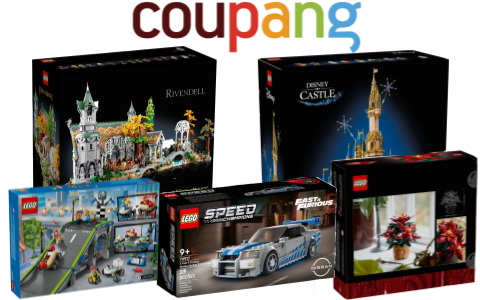 coupang
LEGO
RIVENDELL
LEGO
DISNEY
CASTLE
LEGO
LEGO
SPEED
CHAMPIONS
FAST & FURIOUS
9+
NISSAN
LEGO